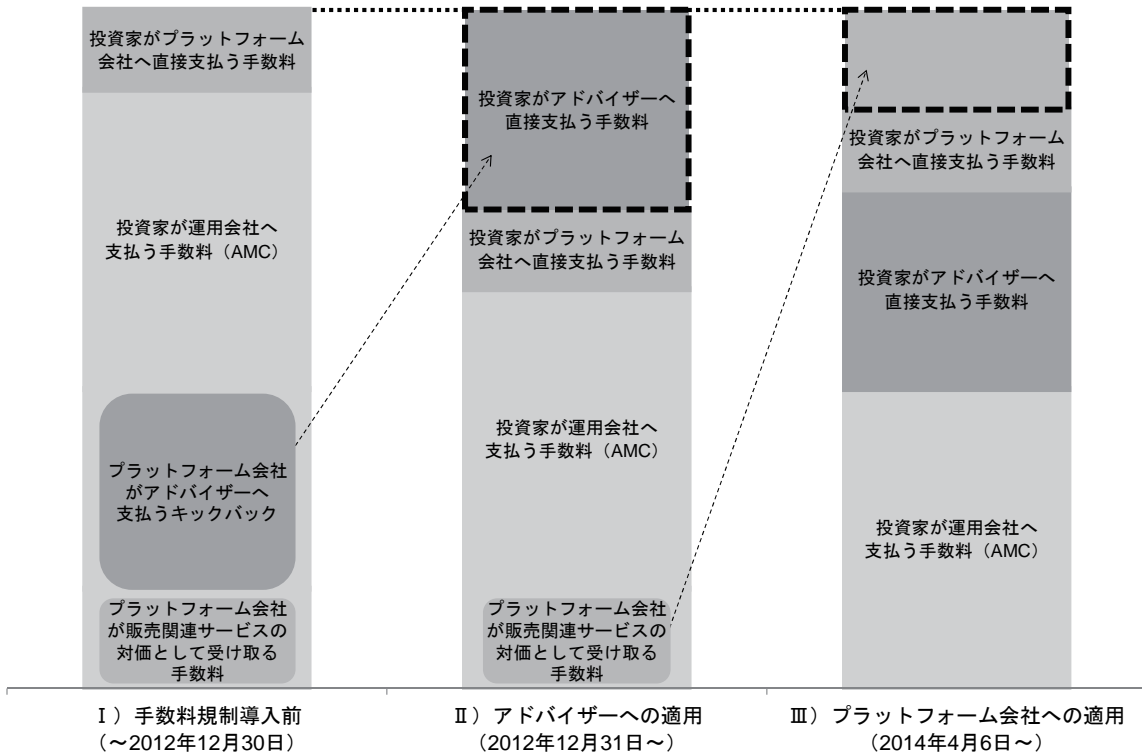 投資家がプラットフォーム
会社へ直接支払う手数料
投資家が運用会社へ
支払う手数料（AMC）
プラットフォーム会社
がアドバイザーへ
支払うキックバック
プラットフォーム会社
が販売関連サービスの
対価として受け取る
手数料
投資家がアドバイザーへ
直接支払う手数料
投資家がプラットフォーム
会社へ直接支払う手数料
投資家が運用会社へ
支払う手数料（AMC）
プラットフォーム会社
が販売関連サービスの
対価として受け取る
手数料
投資家がプラットフォーム
会社へ直接支払う手数料
投資家がアドバイザーへ
直接支払う手数料
投資家が運用会社へ
支払う手数料（AMC）
Ⅰ）手数料規制導入前
（～2012年12月30日）
Ⅱ）アドバイザーへの適用
（2012年12月31日～）
Ⅲ）プラットフォーム会社への適用
（2014年4月6日～）